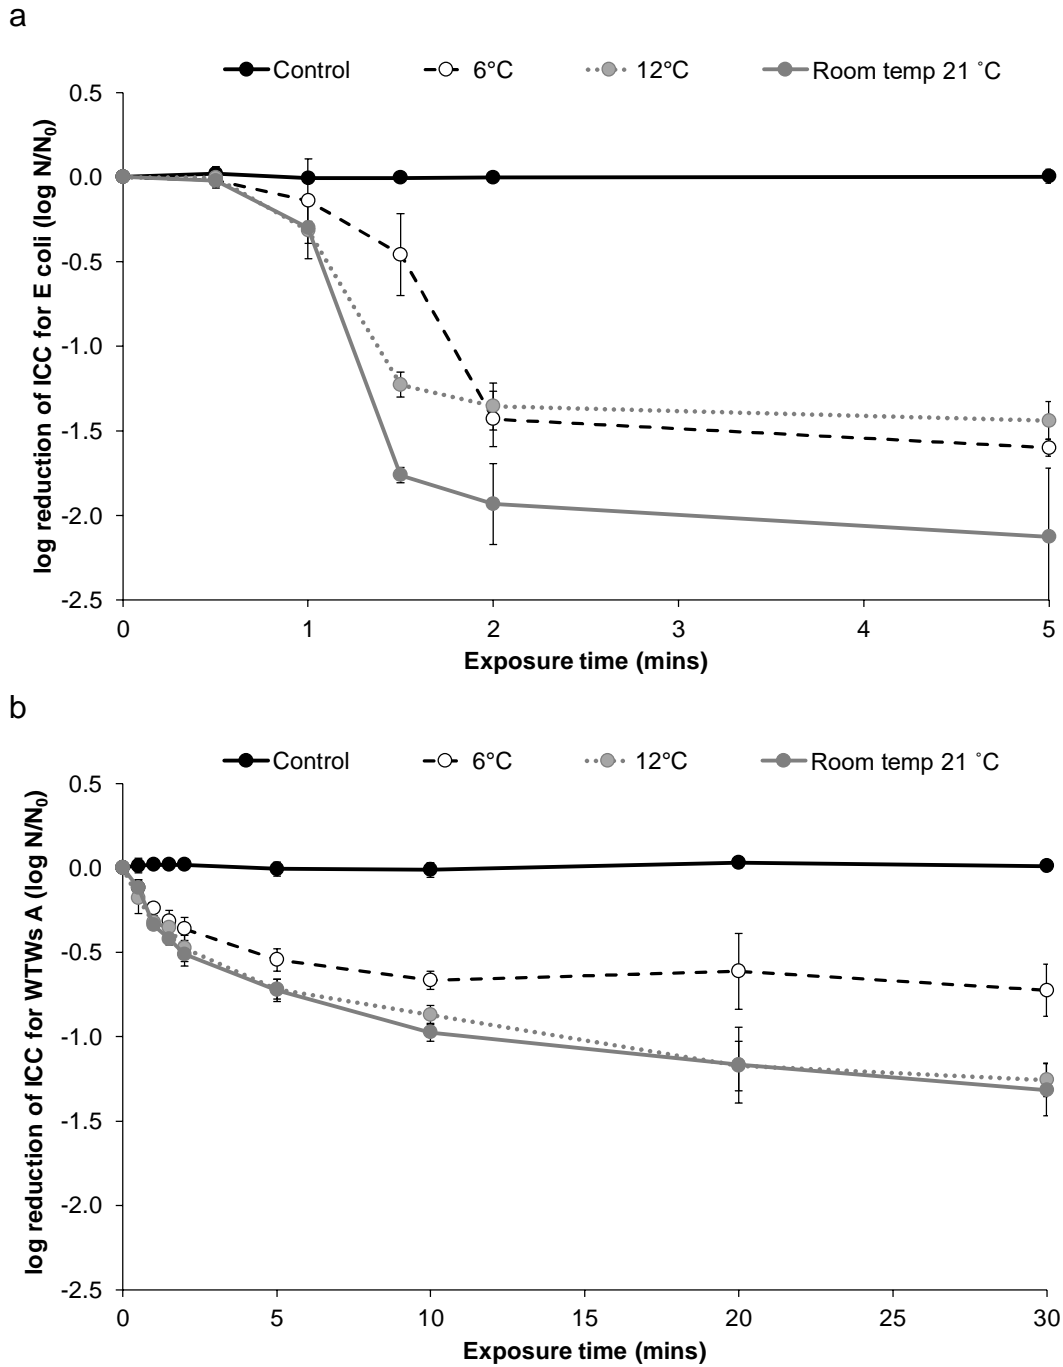 a
Control 6°C 12°C Room temp 21 ˚C
log reduction of ICC for E coli (log N/N0)
0.5
0.0
-0.5
-1.0
-1.5
-2.0
-2.5
0 1 2 3 4 5
Exposure time (mins)
b
Control 6°C 12°C Room temp 21 ˚C
log reduction of ICC for WTWs A (log N/N0)
0.5
0.0
-0.5
-1.0
-1.5
-2.0
-2.5
0 5 10 15 20 25 30
Exposure time (mins)